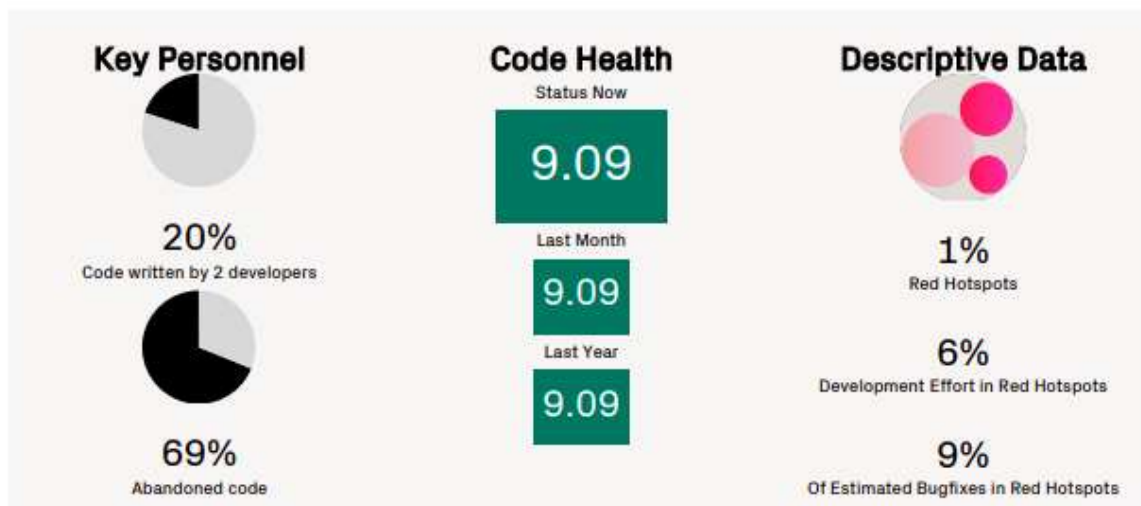 Key Personnel
20%
Code written by 2 developers
69%
Abandoned code
Code Health
Status Now
9.09
Last Month
9.09
Last Year
9.09
Descriptive Data
1%
Red Hotspots
6%
Development Effort in Red Hotspots
9%
Of Estimated Bugfixes in Red Hotspots